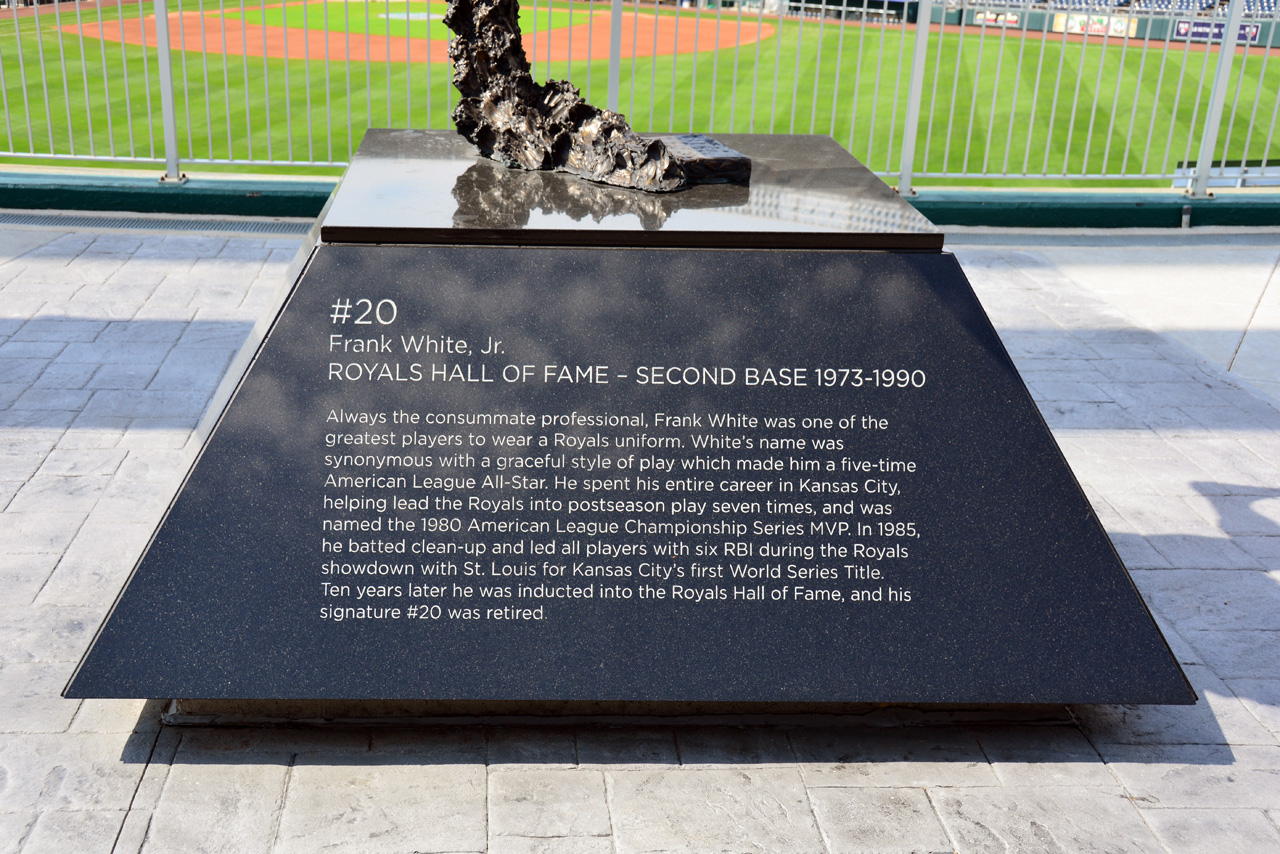 #20
Frank White, Jr.
ROYALS HALL OF FAME – SECOND BASE 1973-1990
Always the consummate professional, Frank White was one of the
greatest players to wear a Royals uniform. White's name was
synonymous with a graceful style of play which made him a five-time
American League All-Star. He spent his entire career in Kansas City,
helping lead the Royals into postseason play seven times, and was
named the 1980 American League Championship Series MVP. In 1985,
he batted clean-up and led all players with six RBI during the Royals
showdown with St. Louis for Kansas City's first World Series Title.
Ten years later he was inducted into the Royals Hall of Fame, and his
signature #20 was retired.